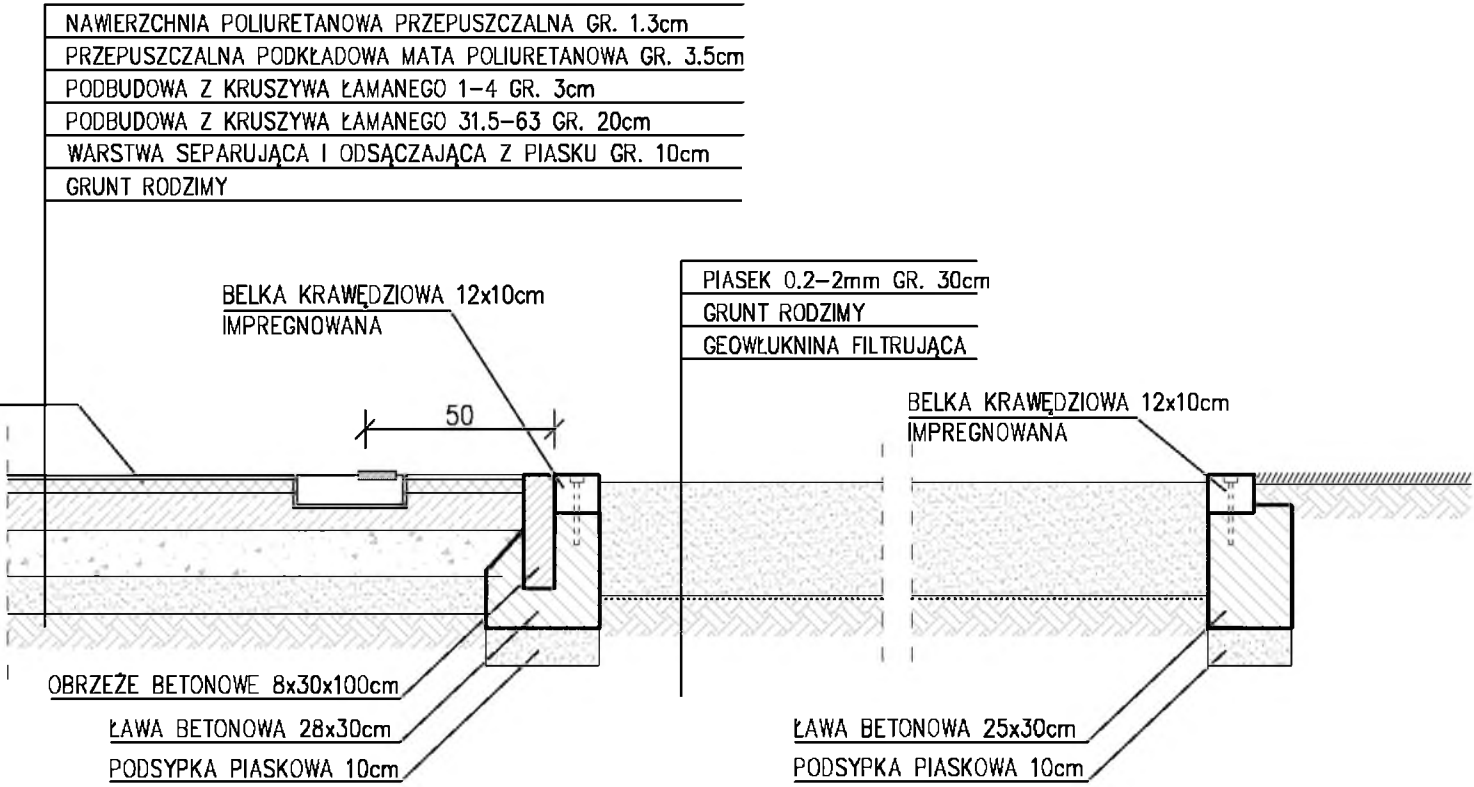 NAWIERZCHNIA POLIURETANOWA PRZEPUSZCZALNA GR. 1.3cm
PRZEPUSZCZALNA PODKŁADOWA MATA POLIURETANOWA GR. 3.5cm
PODBUDOWA Z KRUSZYWA ŁAMANEGO 1-4 GR. 3cm
PODBUDOWA Z KRUSZYWA ŁAMANEGO 31.5-63 GR. 20cm
WARSTWA SEPARUJĄCA I ODSĄCZAJĄCA Z PIASKU GR. 10cm
GRUNT RODZIMY
BELKA KRAWĘDZIOWA 12x10cm
IMPREGNOWANA
PIASEK 0.2-2mm GR. 30cm
GRUNT RODZIMY
GEOWŁUKNINA FILTRUJĄCA
50
BELKA KRAWĘDZIOWA 12x10cm
IMPREGNOWANA
OBRZEŻE BETONOWE 8x30x100cm
ŁAWA BETONOWA 28x30cm
PODSYPKA PIASKOWA 10cm
ŁAWA BETONOWA 25x30cm
PODSYPKA PIASKOWA 10cm